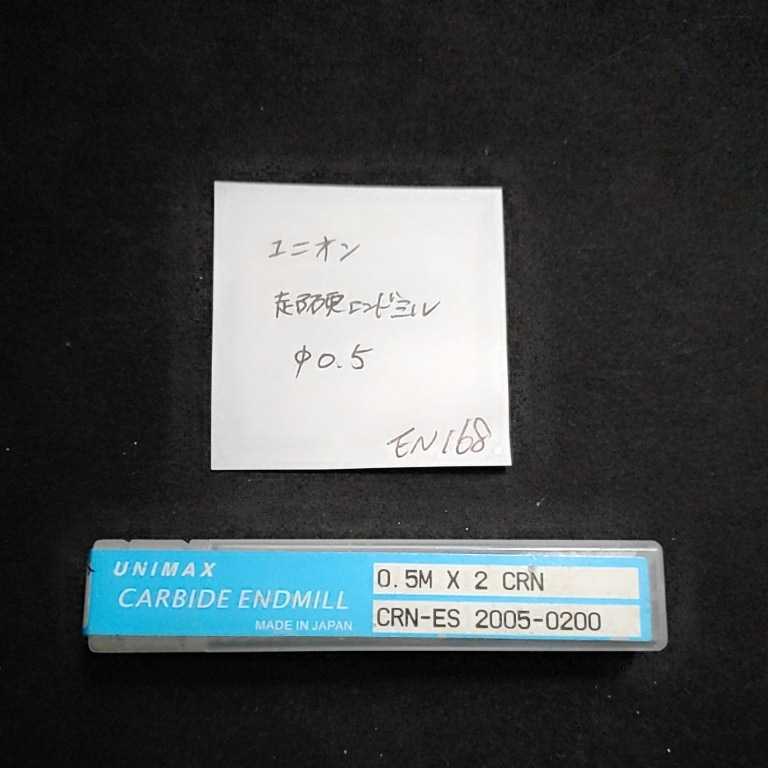 ユニオン
超硬エンドミル
φ0.5
EN168
UNIMAX
CARBIDE ENDMILL
MADE IN JAPAN
0.5M X 2 CRN
CRN-ES 2005-0200